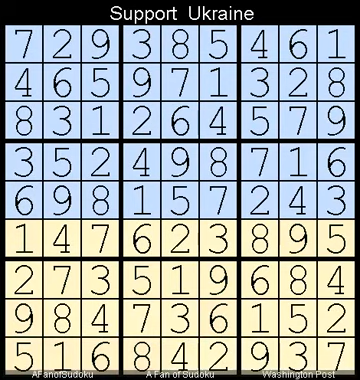 Support Ukraine
7 2 9 3 8 5 4 6 1
4 6 5 9 7 1 3 2 8
8 3 1 2 6 4 5 7 9
3 5 2 4 9 8 7 1 6
6 9 8 1 5 7 2 4 3
1 4 7 6 2 3 8 9 5
2 7 3 5 1 9 6 8 4
9 8 4 7 3 6 1 5 2
5 1 6 8 4 2 9 3 7
AFanofSudoku A Fan of Sudoku Washington Post